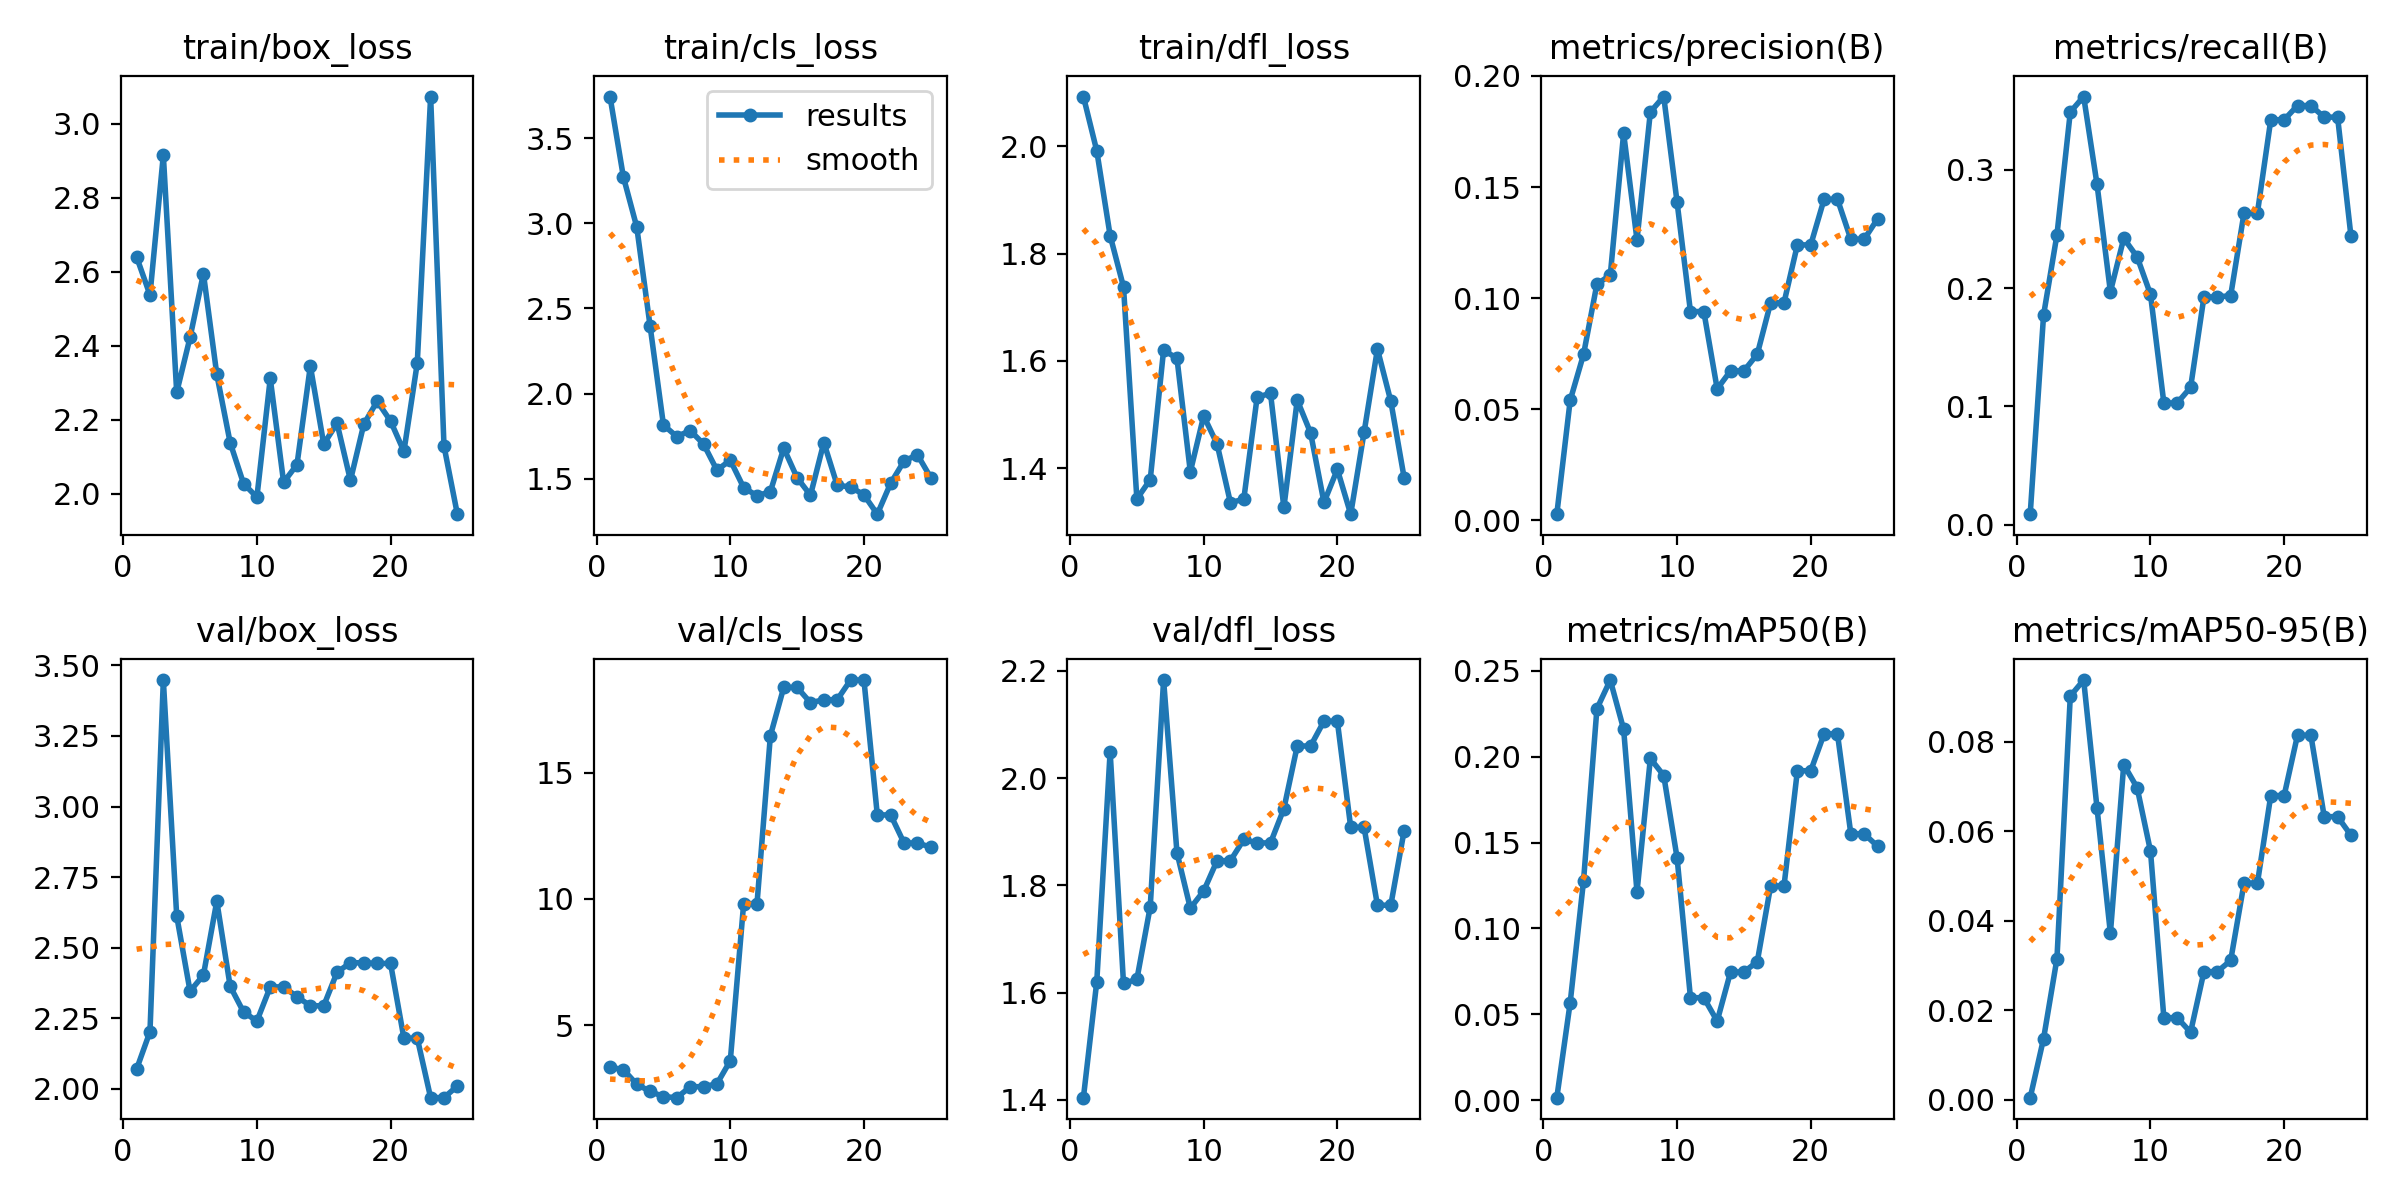 train/box_loss
train/cls_loss
train/dfl_loss
metrics/precision(B)
metrics/recall(B)
3.0
2.8
2.6
2.4
2.2
2.0
0 10 20
results
smooth
3.5
3.0
2.5
2.0
1.5
0 10 20
2.0
1.8
1.6
1.4
0 10 20
0.20
0.15
0.10
0.05
0.00
0 10 20
0.3
0.2
0.1
0.0
0 10 20
val/box_loss
val/cls_loss
val/dfl_loss
metrics/mAP50(B)
metrics/mAP50-95(B)
3.50
3.25
3.00
2.75
2.50
2.25
2.00
0 10 20
15
10
5
0 10 20
2.2
2.0
1.8
1.6
1.4
0 10 20
0.25
0.20
0.15
0.10
0.05
0.00
0 10 20
0.08
0.06
0.04
0.02
0.00
0 10 20